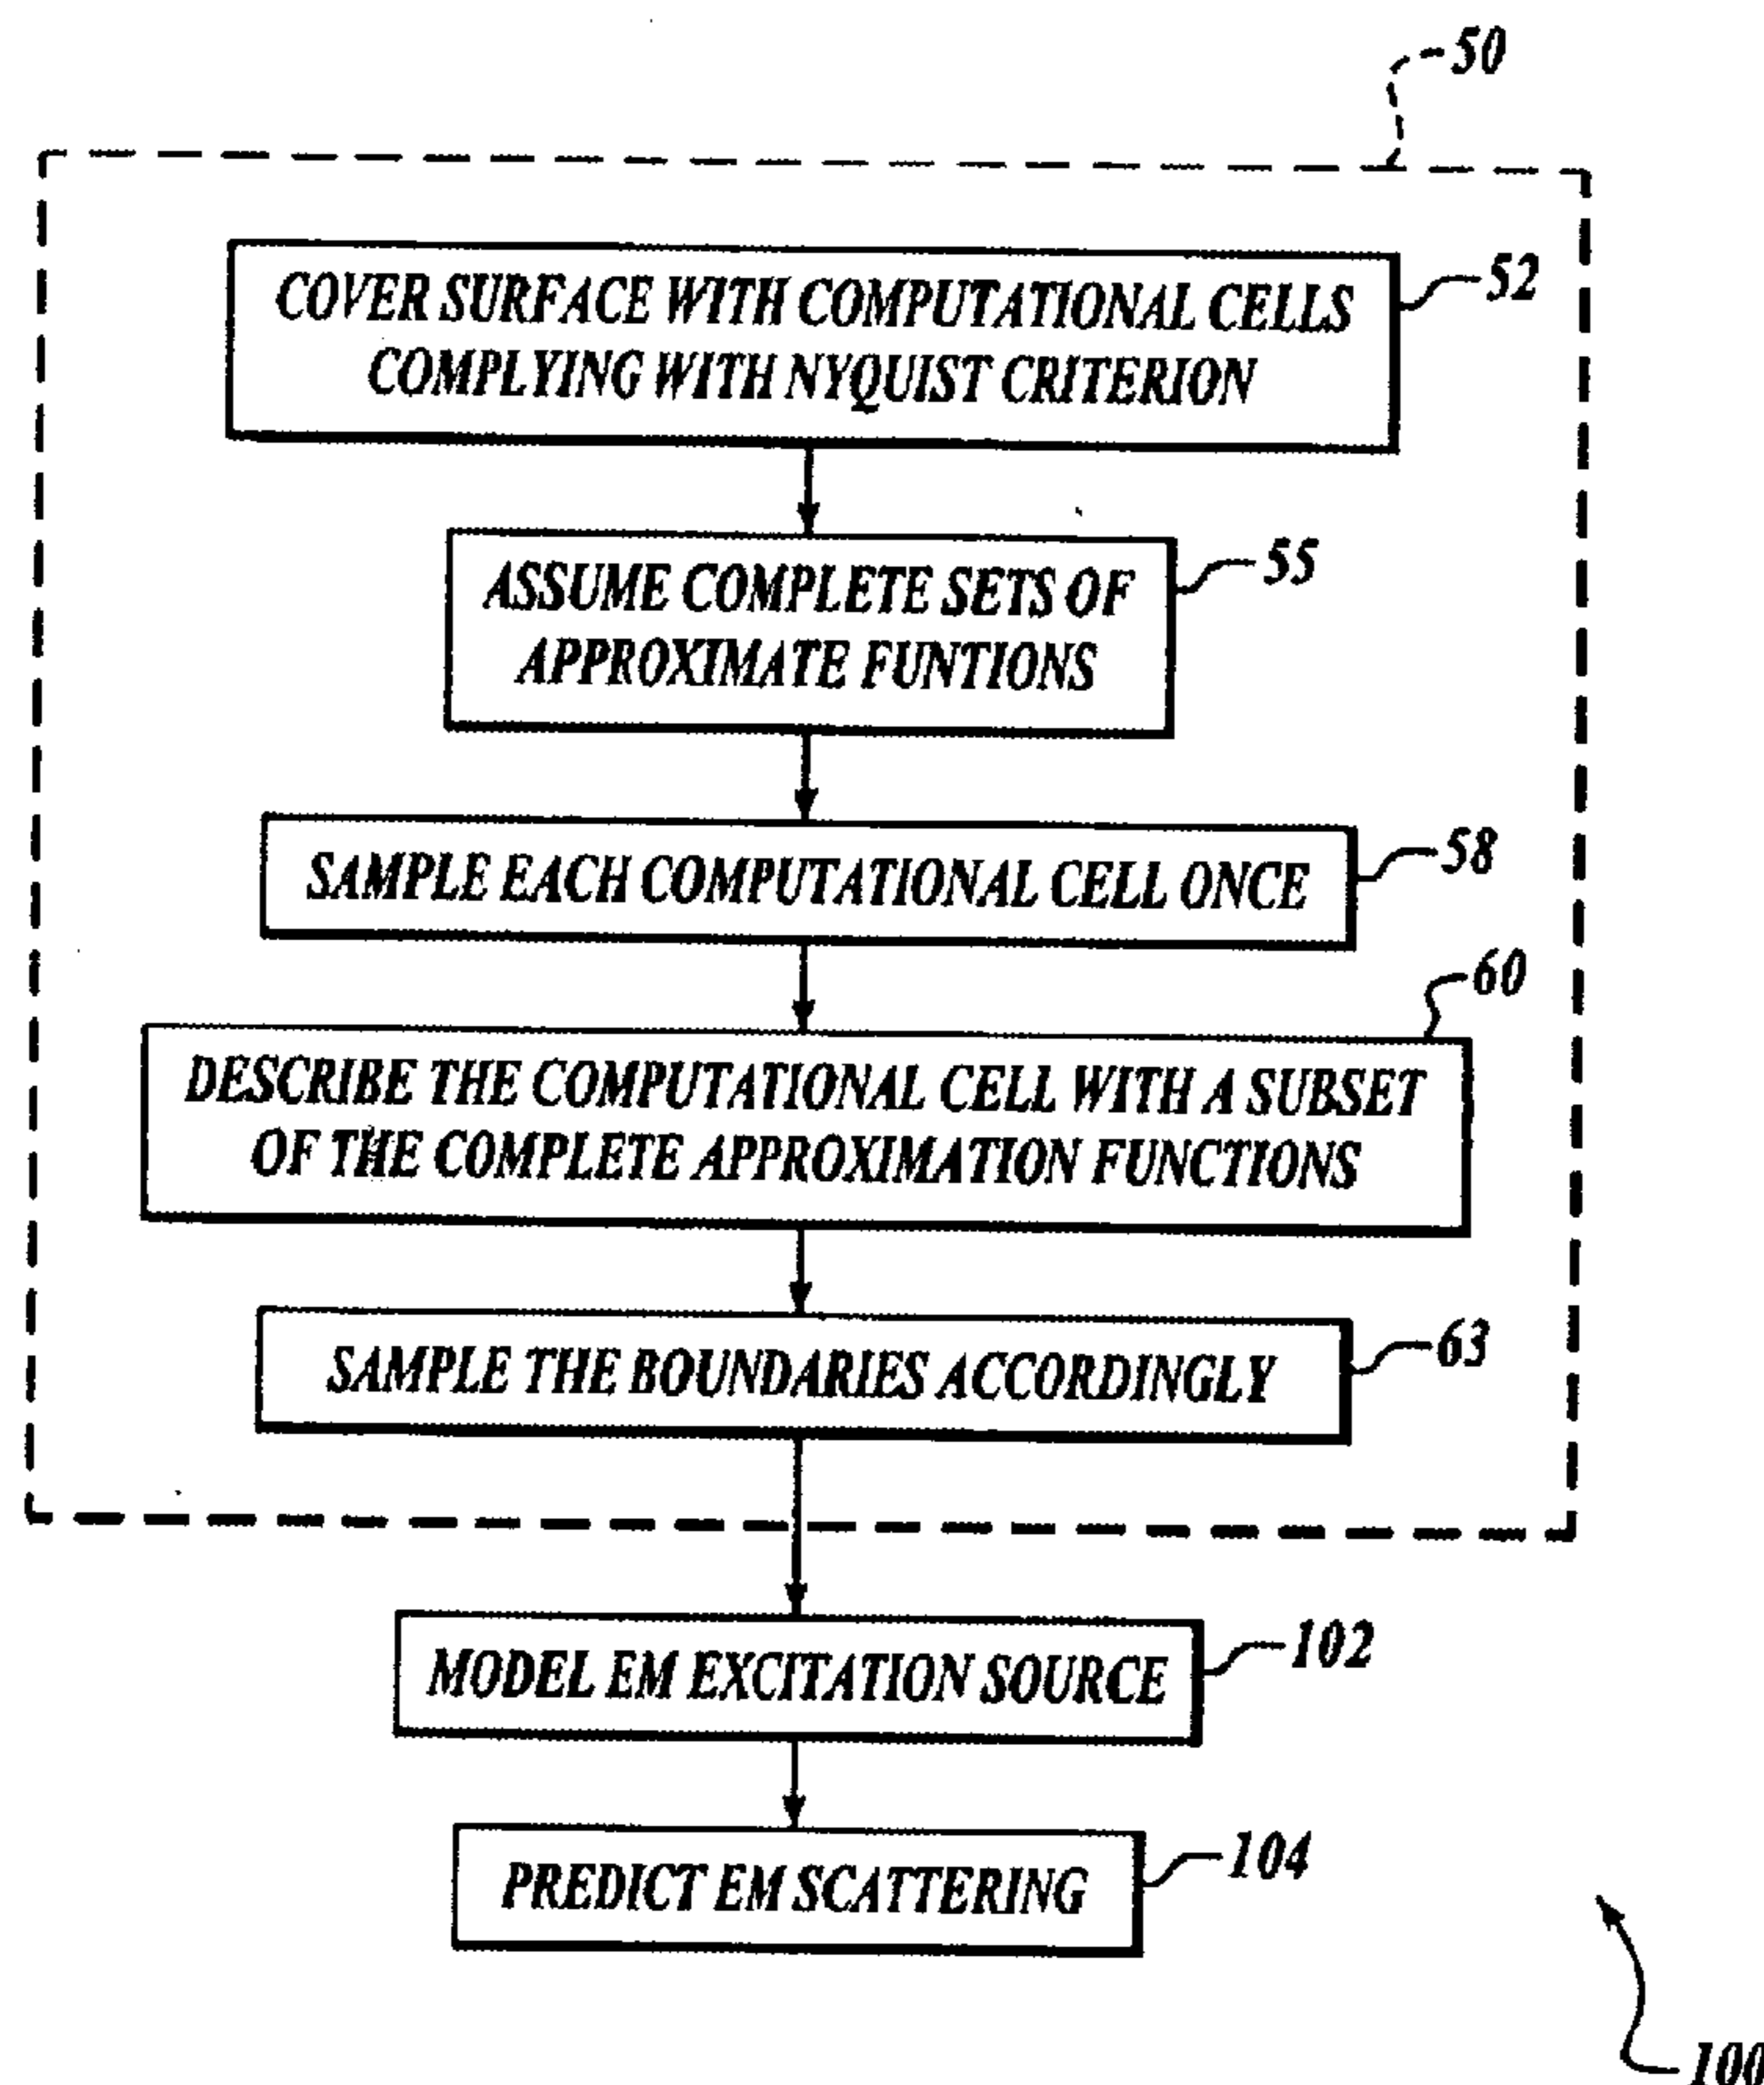 50
COVER SURFACE WITH COMPUTATIONAL CELLS
COMPLYING WITH NYQUIST CRITERION
52
ASSUME COMPLETE SETS OF
APPROXIMATE FUNTIONS
55
SAMPLE EACH COMPUTATIONAL CELL ONCE
58
60
DESCRIBE THE COMPUTATIONAL CELL WITH A SUBSET
OF THE COMPLETE APPROXIMATION FUNCTIONS
SAMPLE THE BOUNDARIES ACCORDINGLY
63
MODEL EM EXCITATION SOURCE
102
PREDICT EM SCATTERING
104
100